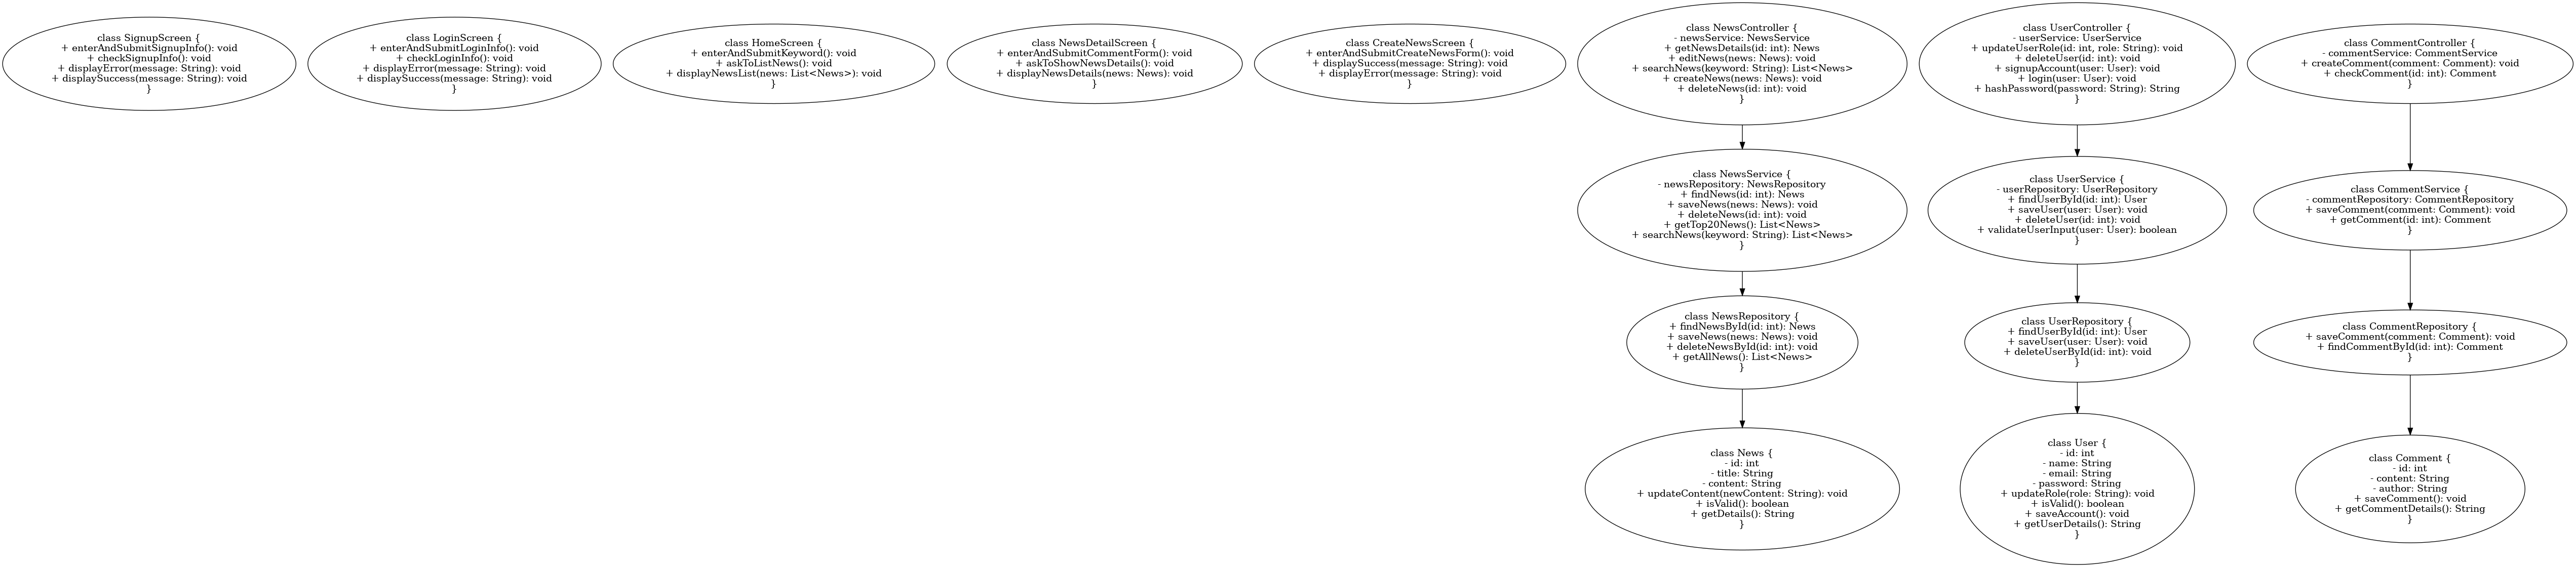 class SignupScreen {
+ enterAndSubmitSignupInfo(): void
+ checkSignupInfo(): void
+ displayError(message: String): void
+ displaySuccess(message: String): void
}
class LoginScreen {
+ enterAndSubmitLoginInfo(): void
+ checkLoginInfo(): void
+ displayError(message: String): void
+ displaySuccess(message: String): void
}
class HomeScreen {
+ enterAndSubmitKeyword(): void
+ askToListNews(): void
+ displayNewsList(news: List<News>): void
}
class NewsDetailScreen {
+ enterAndSubmitCommentForm(): void
+ askToShowNewsDetails(): void
+ displayNewsDetails(news: News): void
}
class CreateNewsScreen {
+ enterAndSubmitCreateNewsForm(): void
+ displaySuccess(message: String): void
+ displayError(message: String): void
}
class NewsController {
- newsService: NewsService
+ getNewsDetails(id: int): News
+ editNews(news: News): void
+ searchNews(keyword: String): List<News>
+ createNews(news: News): void
+ deleteNews(id: int): void
}
class UserController {
- userService: UserService
+ updateUserRole(id: int, role: String): void
+ deleteUser(id: int): void
+ signupAccount(user: User): void
+ login(user: User): void
+ hashPassword(password: String): String
}
class CommentController {
- commentService: CommentService
+ createComment(comment: Comment): void
+ checkComment(id: int): Comment
}
class NewsService {
- newsRepository: NewsRepository
+ findNews(id: int): News
+ saveNews(news: News): void
+ deleteNews(id: int): void
+ getTop20News(): List<News>
+ searchNews(keyword: String): List<News>
}
class UserService {
- userRepository: UserRepository
+ findUserById(id: int): User
+ saveUser(user: User): void
+ deleteUser(id: int): void
+ validateUserInput(user: User): boolean
}
class CommentService {
- commentRepository: CommentRepository
+ saveComment(comment: Comment): void
+ getComment(id: int): Comment
}
class NewsRepository {
+ findNewsById(id: int): News
+ saveNews(news: News): void
+ deleteNewsById(id: int): void
+ getAllNews(): List<News>
}
class UserRepository {
+ findUserById(id: int): User
+ saveUser(user: User): void
+ deleteUserById(id: int): void
}
class CommentRepository {
+ saveComment(comment: Comment): void
+ findCommentById(id: int): Comment
}
class News {
- id: int
- title: String
- content: String
+ updateContent(newContent: String): void
+ isValid(): boolean
+ getDetails(): String
}
class User {
- id: int
- name: String
- email: String
- password: String
+ updateRole(role: String): void
+ isValid(): boolean
+ saveAccount(): void
+ getUserDetails(): String
}
class Comment {
- id: int
- content: String
- author: String
+ saveComment(): void
+ getCommentDetails(): String
}